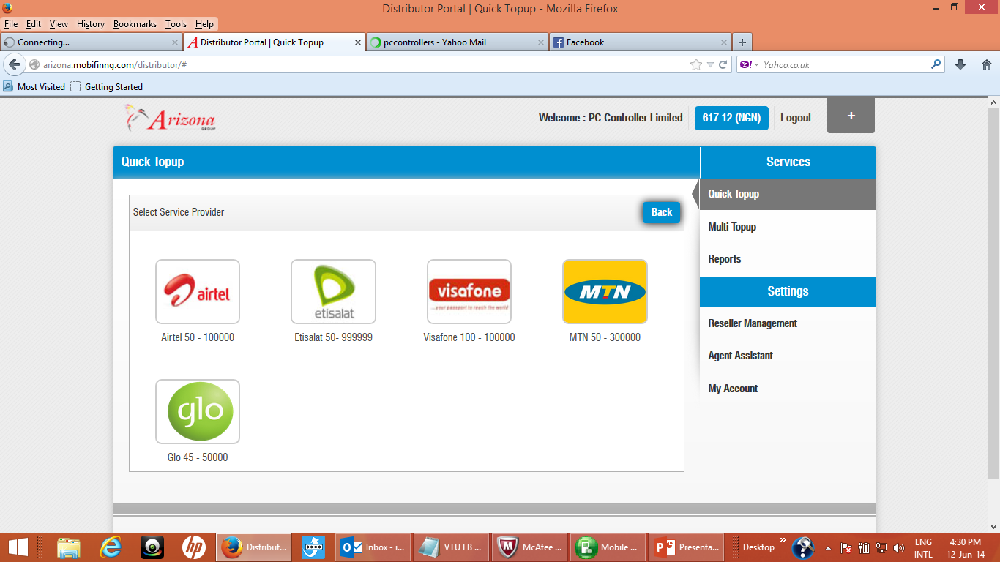 Distributor Portal | Quick Topup - Mozilla Firefox
File Edit View History Bookmarks Tools Help
Connecting...
Distributor Portal | Quick Topup
pccontrollers - Yahoo Mail
Facebook
arizona.mobifinng.com/distributor/#
Yahoo.co.uk
Most Visited
Getting Started
Arizona
GROUP
Welcome : PC Controller Limited
617.12 (NGN)
Logout
+
Quick Topup
Services
Select Service Provider
Back
Quick Topup
Multi Topup
Reports
Settings
Reseller Management
Agent Assistant
My Account
airtel
etisalat
visafone
...your passport to reach the world
MTN
Airtel 50 - 100000
Etisalat 50- 999999
Visafone 100 - 100000
MTN 50 - 300000
glo
Glo 45 - 50000
hp
Distribut...
Inbox - i...
VTU FB ...
McAfee ...
Mobile ...
Presenta...
Desktop
ENG
INTL
4:30 PM
12-Jun-14